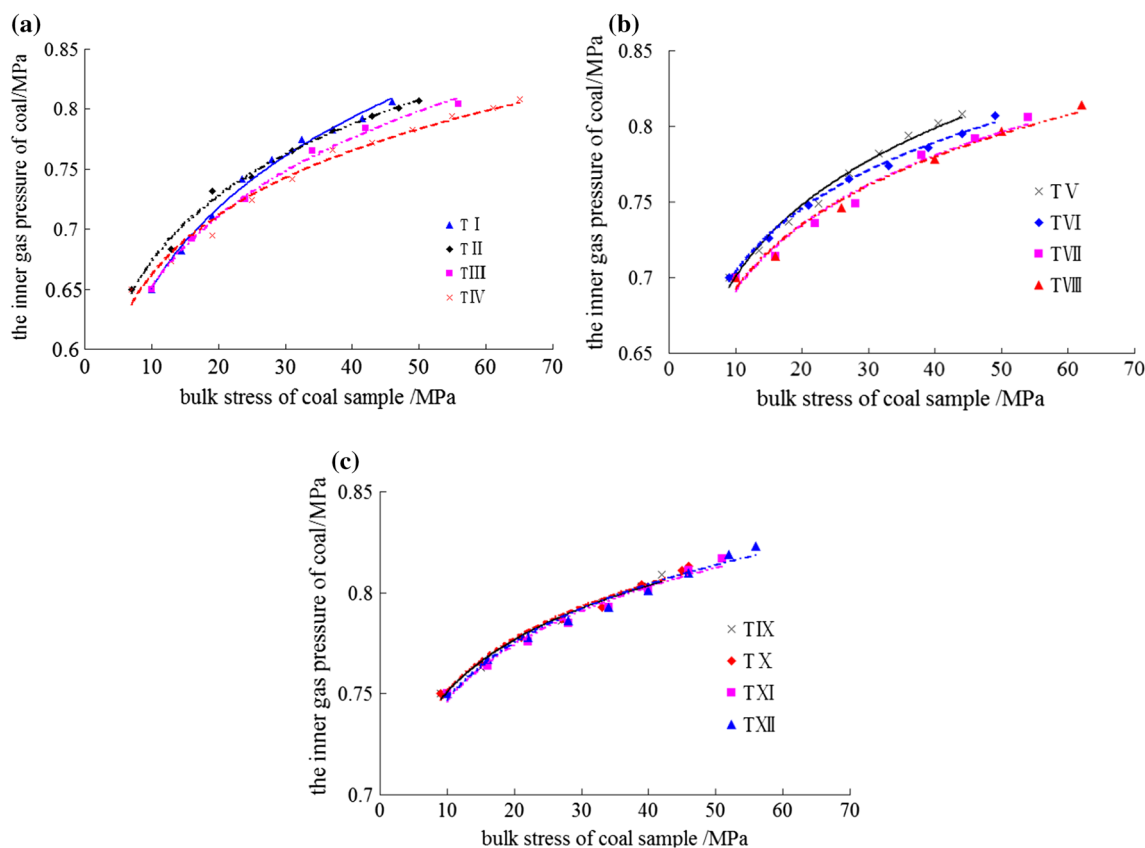 (a)
the inner gas pressure of coal/MPa
0.85
0.8
0.75
0.7
0.65
0.6
0 10 20 30 40 50 60 70
bulk stress of coal sample /MPa
TⅠ
TⅡ
TⅢ
TⅣ
(b)
the inner gas pressure of coal/MPa
0.85
0.8
0.75
0.7
0.65
0 10 20 30 40 50 60 70
bulk stress of coal sample /MPa
TⅤ
TⅥ
TⅦ
TⅧ
(c)
the inner gas pressure of coal/MPa
0.85
0.8
0.75
0.7
0 10 20 30 40 50 60 70
bulk stress of coal sample /MPa
TⅨ
TⅩ
TⅪ
TⅫ